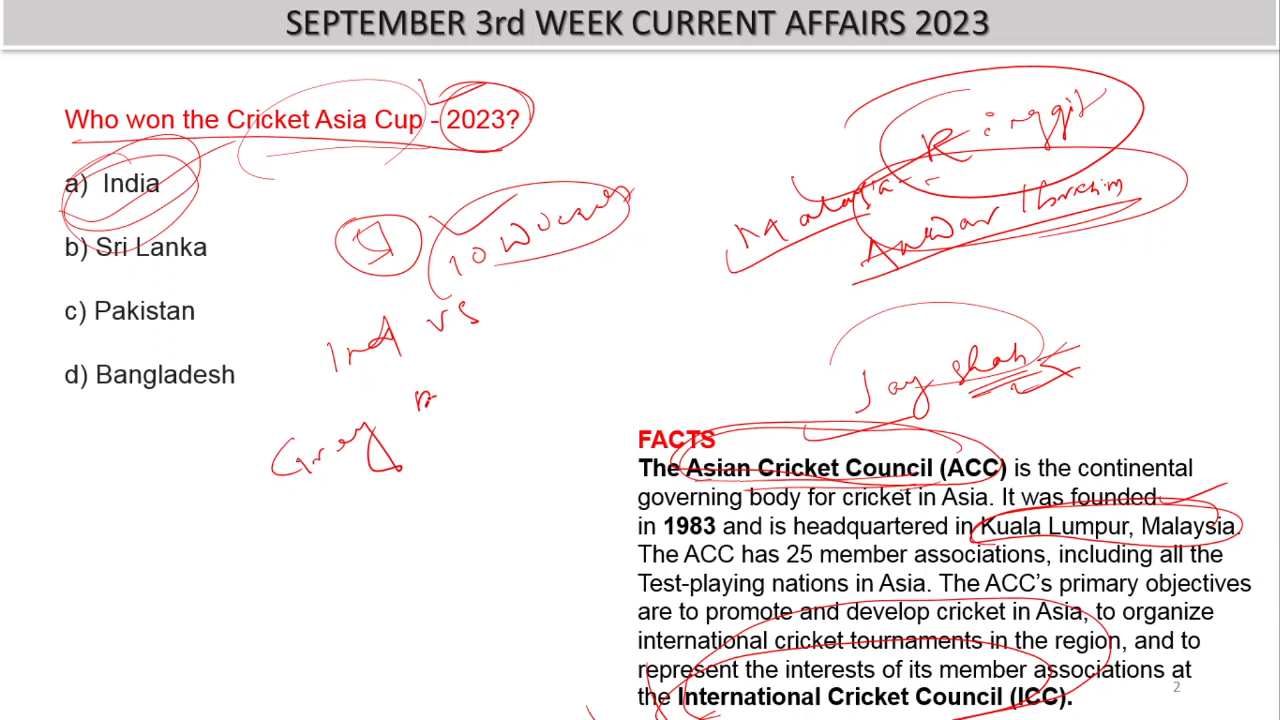 SEPTEMBER 3rd WEEK CURRENT AFFAIRS 2023
Who won the Cricket Asia Cup - 2023?
a) India
b) Sri Lanka
c) Pakistan
d) Bangladesh
10 Wickets
Ind vs
Grey
Malaysia - Ringgit
Anwar Ibrahim
Jay Shah
FACTS
The Asian Cricket Council (ACC) is the continental
governing body for cricket in Asia. It was founded
in 1983 and is headquartered in Kuala Lumpur, Malaysia.
The ACC has 25 member associations, including all the
Test-playing nations in Asia. The ACC's primary objectives
are to promote and develop cricket in Asia, to organize
international cricket tournaments in the region, and to
represent the interests of its member associations at
the International Cricket Council (ICC).
2